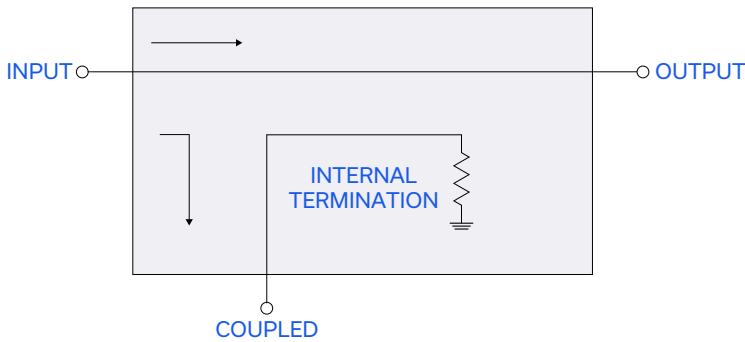 INPUT
OUTPUT
INTERNAL
TERMINATION
COUPLED